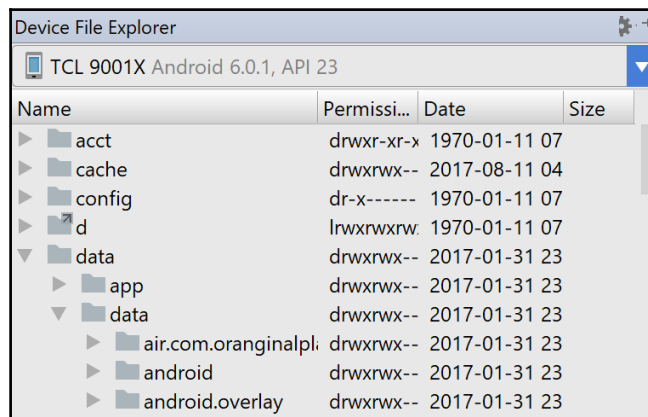 Device File Explorer
TCL 9001X Android 6.0.1, API 23
Name Permissi... Date Size
acct drwxr-xr-x 1970-01-11 07
cache drwxrwx-- 2017-08-11 04
config dr-x------ 1970-01-11 07
d lrwxrwxrw 1970-01-11 07
data drwxrwx-- 2017-01-31 23
app drwxrwx-- 2017-01-31 23
data drwxrwx-- 2017-01-31 23
air.com.oranginalpl drwxrwx-- 2017-01-31 23
android drwxrwx-- 2017-01-31 23
android.overlay drwxrwx-- 2017-01-31 23